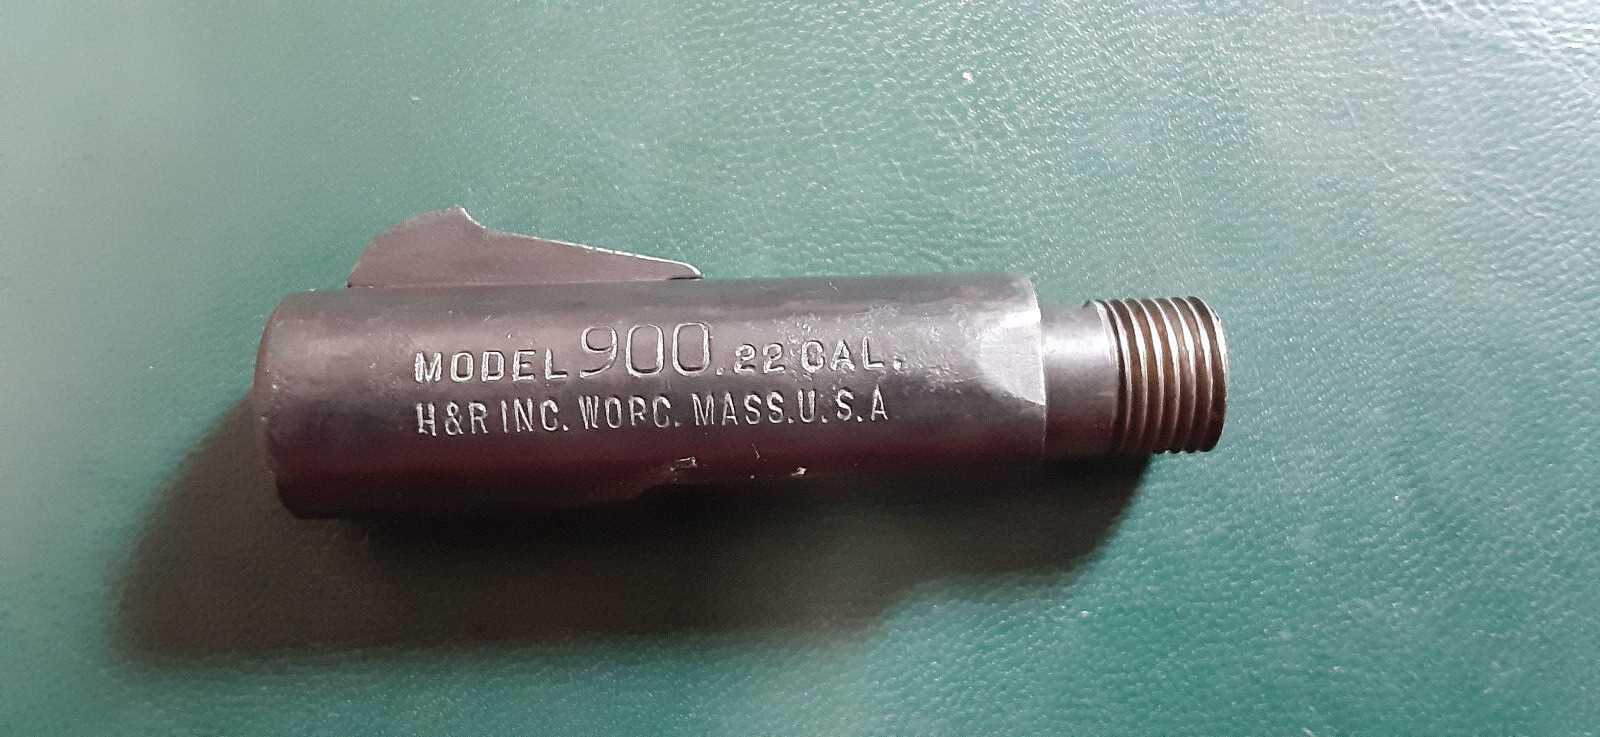 MODEL 900 .22 CAL.
H&R INC. WORC. MASS. U.S.A